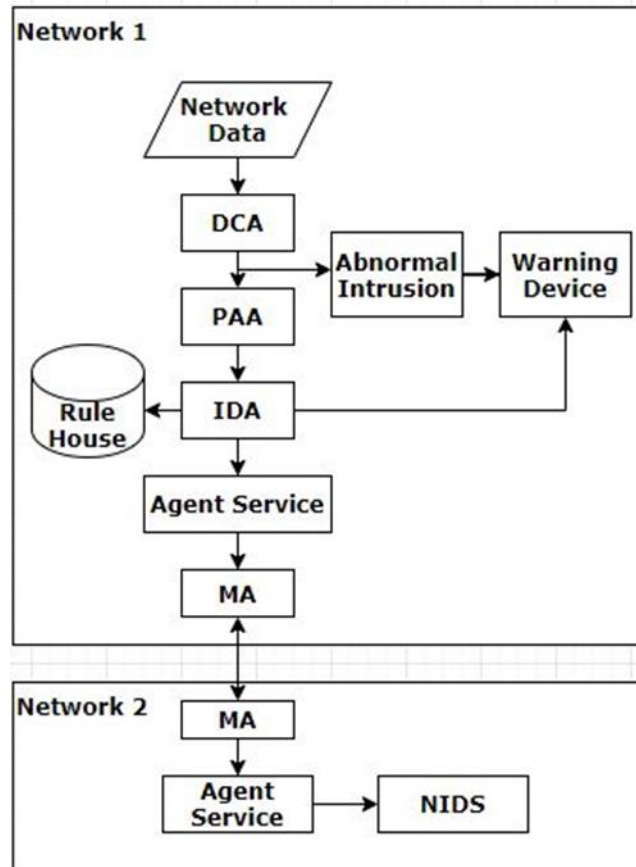 Network 1
Network
Data
DCA
Abnormal
Intrusion
Warning
Device
PAA
Rule
House
IDA
Agent Service
MA
Network 2
MA
Agent
Service
NIDS